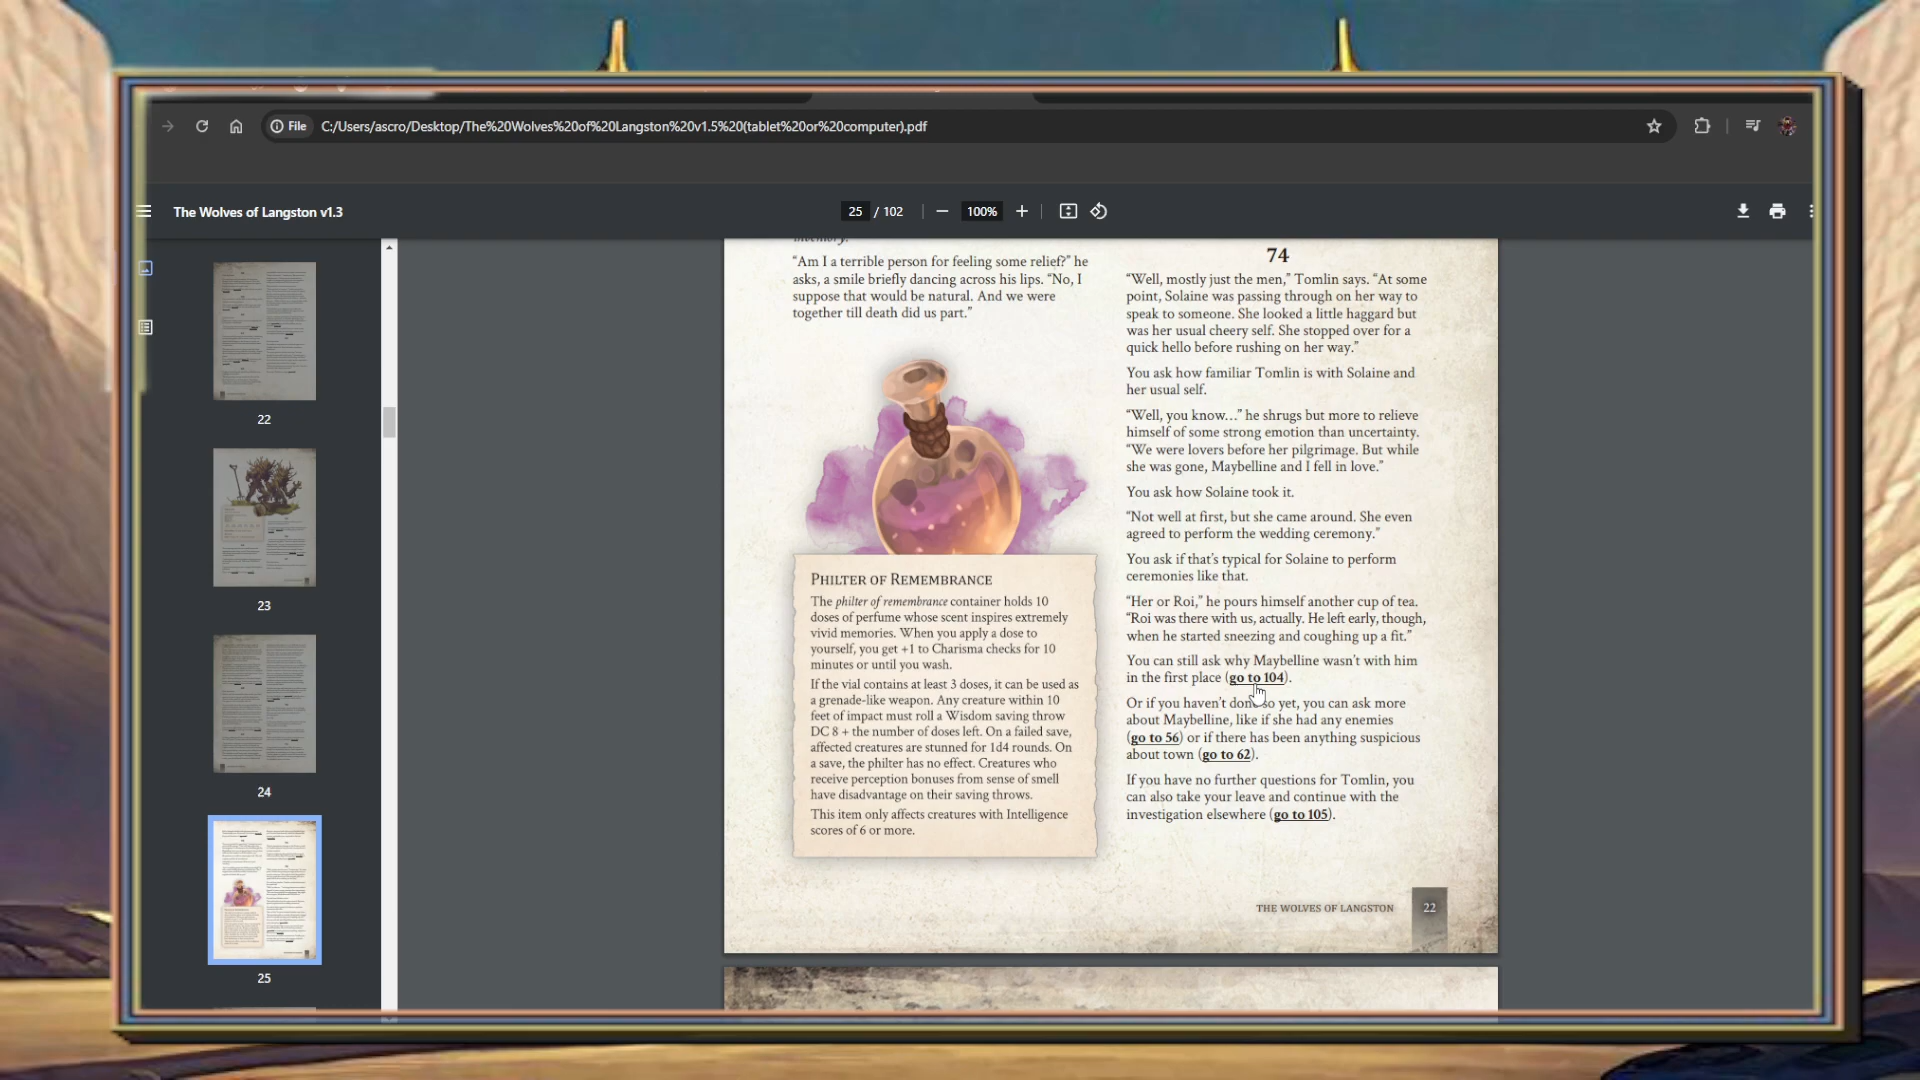 File
C:/Users/ascro/Desktop/The%20Wolves%20of%20Langston%20v1.5%20(tablet%20or%20computer).pdf
The Wolves of Langston v1.3
25 / 102
100%
22
23
24
25
inventory.
“Am I a terrible person for feeling some relief?” he
asks, a smile briefly dancing across his lips. “No, I
suppose that would be natural. And we were
together till death did us part.”
PHILTER OF REMEMBRANCE
The philter of remembrance container holds 10
doses of perfume whose scent inspires extremely
vivid memories. When you apply a dose to
yourself, you get +1 to Charisma checks for 10
minutes or until you wash.
If the vial contains at least 3 doses, it can be used as
a grenade-like weapon. Any creature within 10
feet of impact must roll a Wisdom saving throw
DC 8 + the number of doses left. On a failed save,
affected creatures are stunned for 1d4 rounds. On
a save, the philter has no effect. Creatures who
receive perception bonuses from sense of smell
have disadvantage on their saving throws.
This item only affects creatures with Intelligence
scores of 6 or more.
74
“Well, mostly just the men,” Tomlin says. “At some
point, Solaine was passing through on her way to
speak to someone. She looked a little haggard but
was her usual cheery self. She stopped over for a
quick hello before rushing on her way.”
You ask how familiar Tomlin is with Solaine and
her usual self.
“Well, you know…” he shrugs but more to relieve
himself of some strong emotion than uncertainty.
“We were lovers before her pilgrimage. But while
she was gone, Maybelline and I fell in love.”
You ask how Solaine took it.
“Not well at first, but she came around. She even
agreed to perform the wedding ceremony.”
You ask if that’s typical for Solaine to perform
ceremonies like that.
“Her or Roi,” he pours himself another cup of tea.
“Roi was there with us, actually. He left early, though,
when he started sneezing and coughing up a fit.”
You can still ask why Maybelline wasn’t with him
in the first place (go to 104).
Or if you haven’t done so yet, you can ask more
about Maybelline, like if she had any enemies
(go to 56) or if there has been anything suspicious
about town (go to 62).
If you have no further questions for Tomlin, you
can also take your leave and continue with the
investigation elsewhere (go to 105).
THE WOLVES OF LANGSTON
22